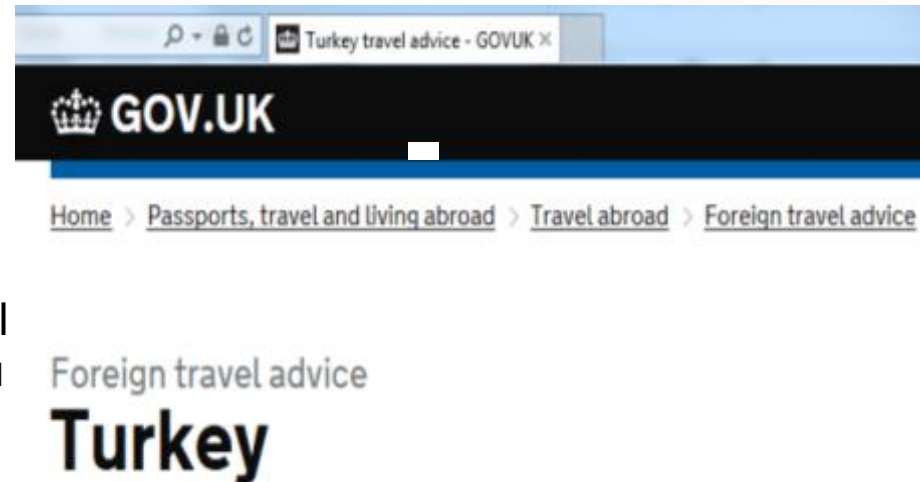 Turkey travel advice - GOVUK
GOV.UK
Home > Passports, travel and living abroad > Travel abroad > Foreign travel advice
Foreign travel advice
Turkey